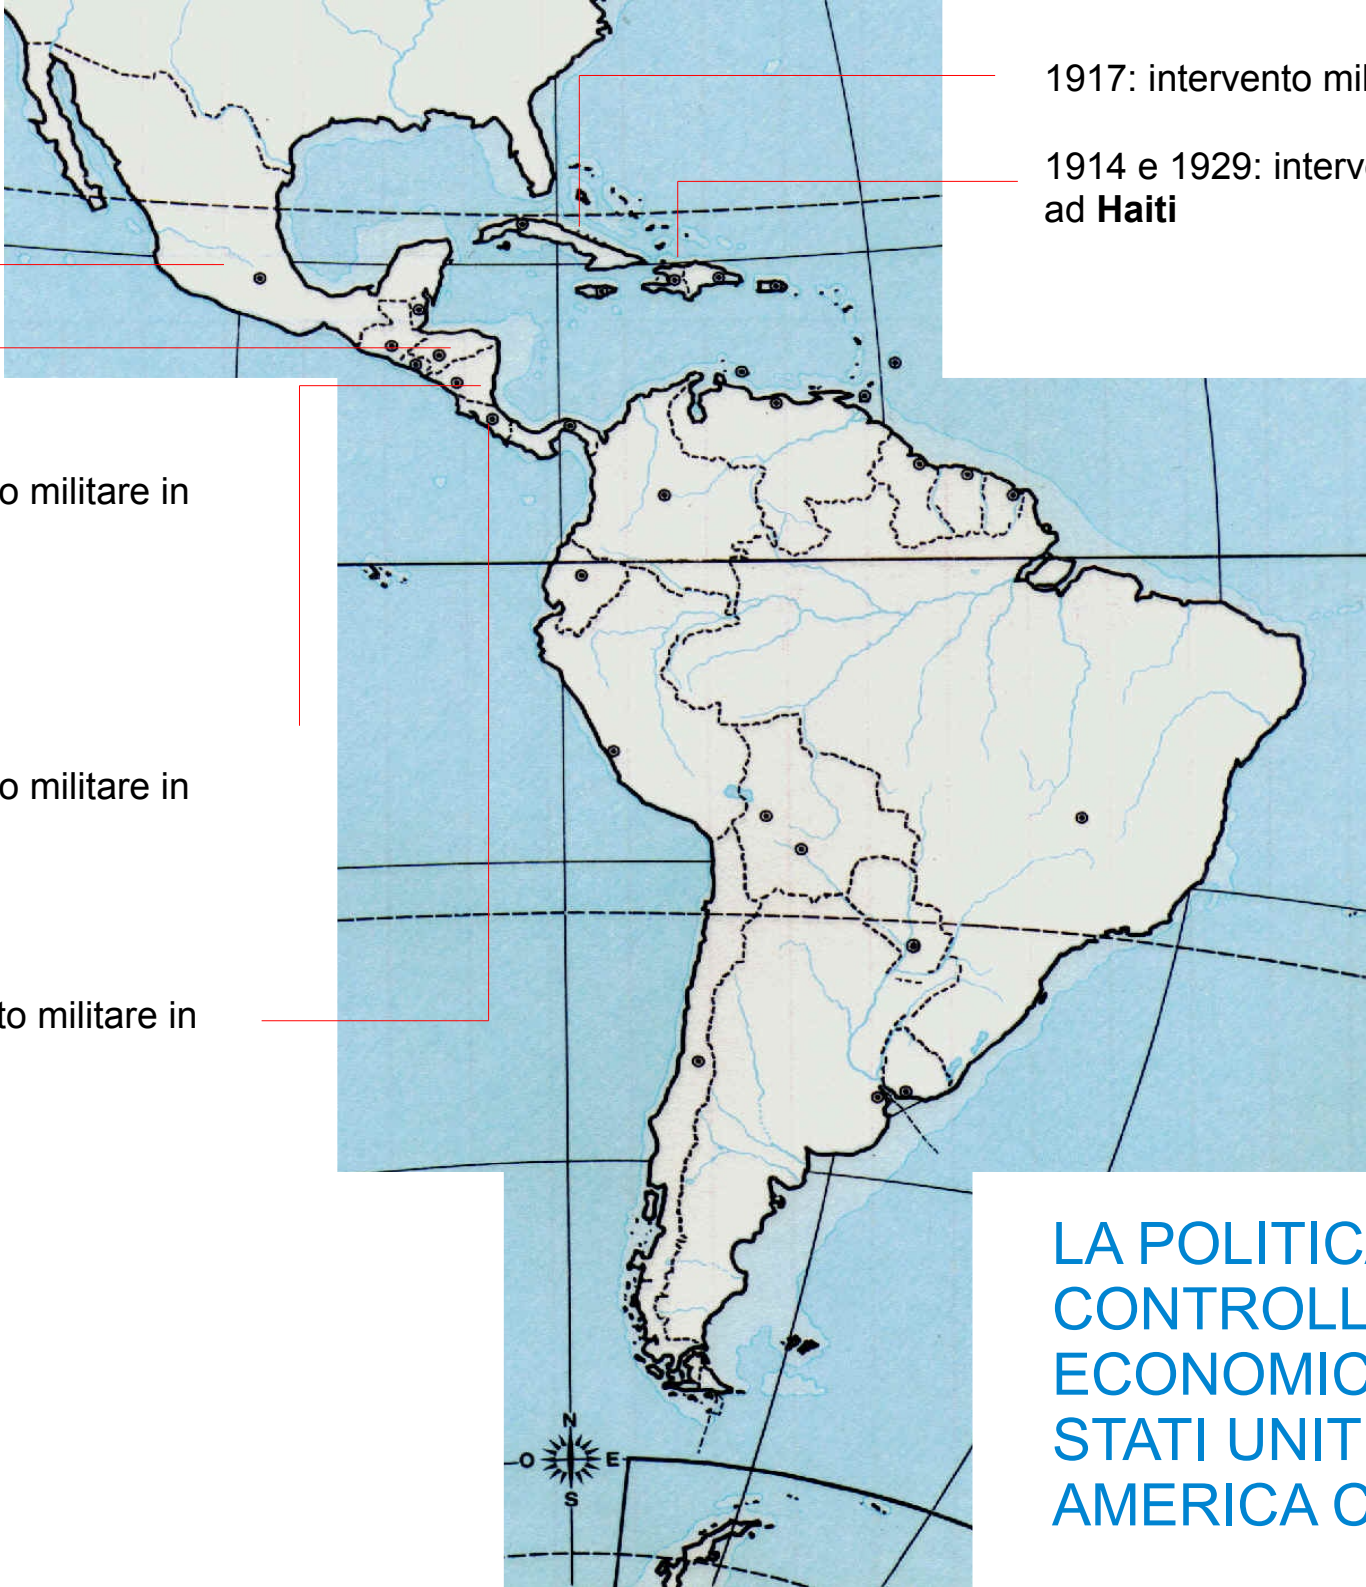 1917: intervento mil
1914 e 1929: interv
ad Haiti
o militare in
o militare in
to militare in
N
O E
S
LA POLITICA
CONTROLL
ECONOMIC
STATI UNIT
AMERICA C